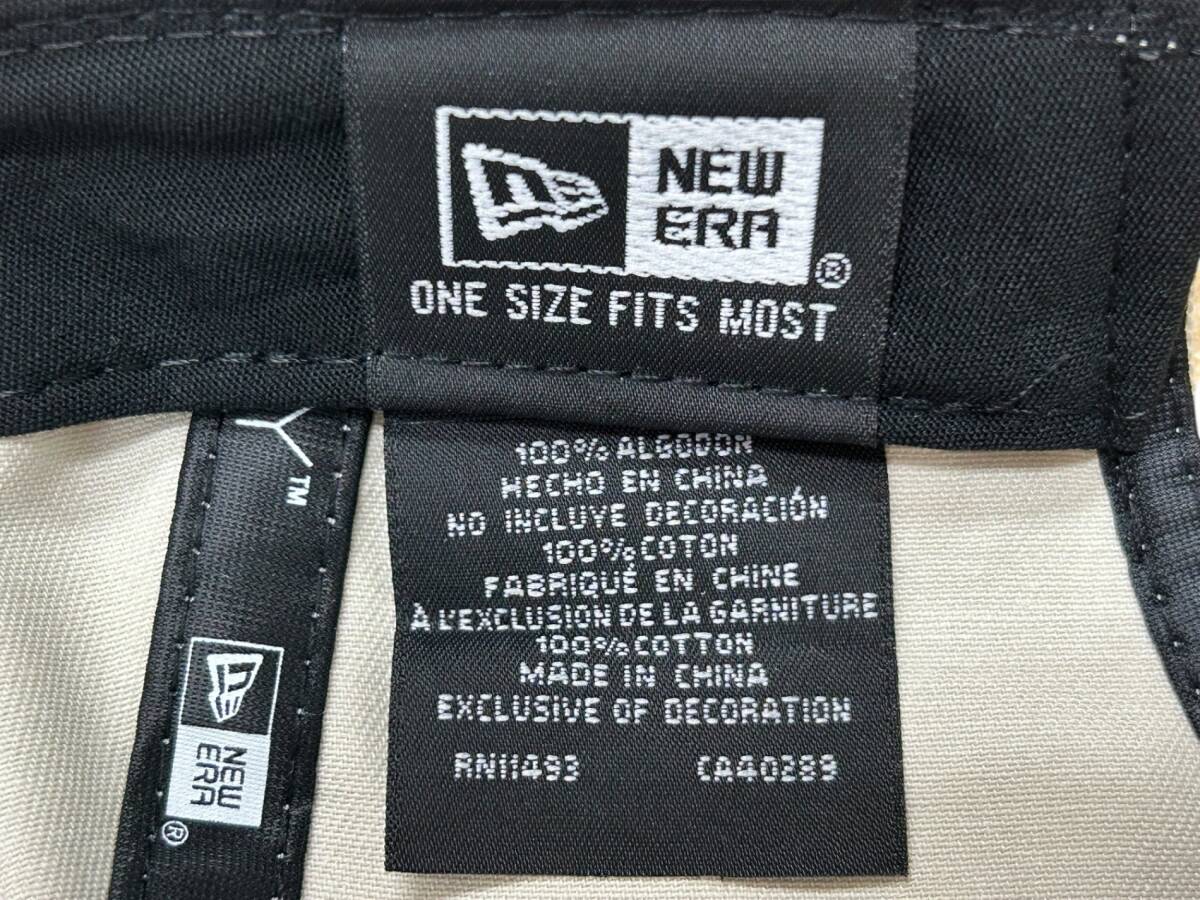 NEW
ERA
®
ONE SIZE FITS MOST
100% ALGODON
HECHO EN CHINA
NO INCLUYE DECORACIÓN
100% COTON
FABRIQUÉ EN CHINE
À L'EXCLUSION DE LA GARNITURE
100% COTTON
MADE IN CHINA
EXCLUSIVE OF DECORATION
RN11493 CA40289
Y™
NEW
ERA
®